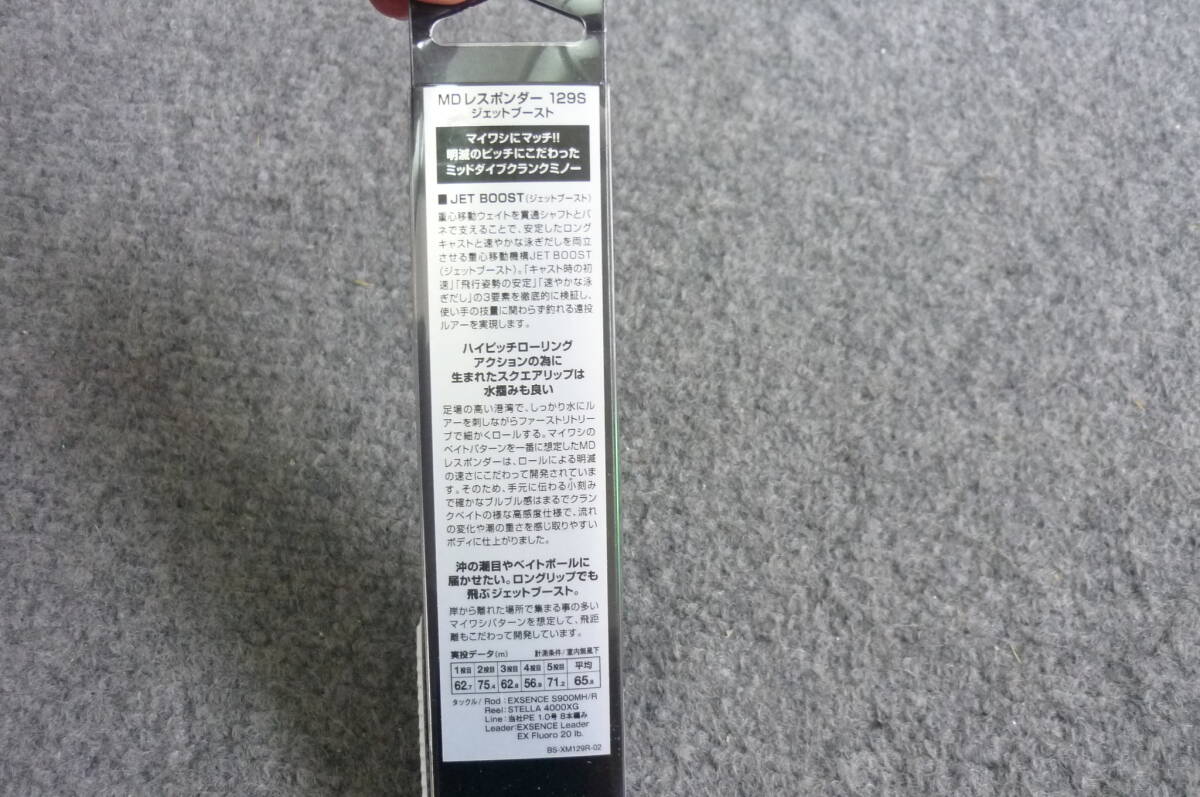 MDレスポンダー 129S
ジェットブースト
マイワシにマッチ!!
明滅のピッチにこだわった
ミッドダイブクランクミノー
■ JET BOOST(ジェットブースト)
重心移動ウェイトを貫通シャフトとバ
ネで支えることで、安定したロング
キャストと速やかな泳ぎだしを両立
させる重心移動機構JET BOOST
(ジェットブースト)。「キャスト時の初
速」「飛行姿勢の安定」「速やかな泳
ぎだし」の3要素を徹底的に検証し、
使い手の技量に関わらず釣れる遠投
ルアーを実現します。
ハイピッチローリング
アクションの為に
生まれたスクエアリップは
水掴みも良い
足場の高い港湾で、しっかり水にル
アーを刺しながらファーストリトリー
ブで細かくロールする。マイワシの
ベイトパターンを一番に想定したMD
レスポンダーは、ロールによる明滅
の速さにこだわって開発されていま
す。そのため、手元に伝わる小刻み
で確かなブルブル感はまるでクラン
クベイトの様な高感度仕様で、流れ
の変化や潮の重さを感じ取りやすい
ボディに仕上がりました。
沖の潮目やベイトボールに
届かせたい。ロングリップでも
飛ぶジェットブースト。
岸から離れた場所で集まる事の多い
マイワシパターンを想定して、飛距
離もこだわって開発しています。
実投データ(m) 計測条件/室内無風下
1投目 2投目 3投目 4投目 5投目 平均
62.7 75.4 62.8 56.9 71.2 65.8
タックル/ Rod : EXSENCE S900MH/R
Reel: STELLA 4000XG
Line : 当社PE 1.0号 8本編み
Leader:EXSENCE Leader
EX Fluoro 20 lb.
BS-XM129R-02